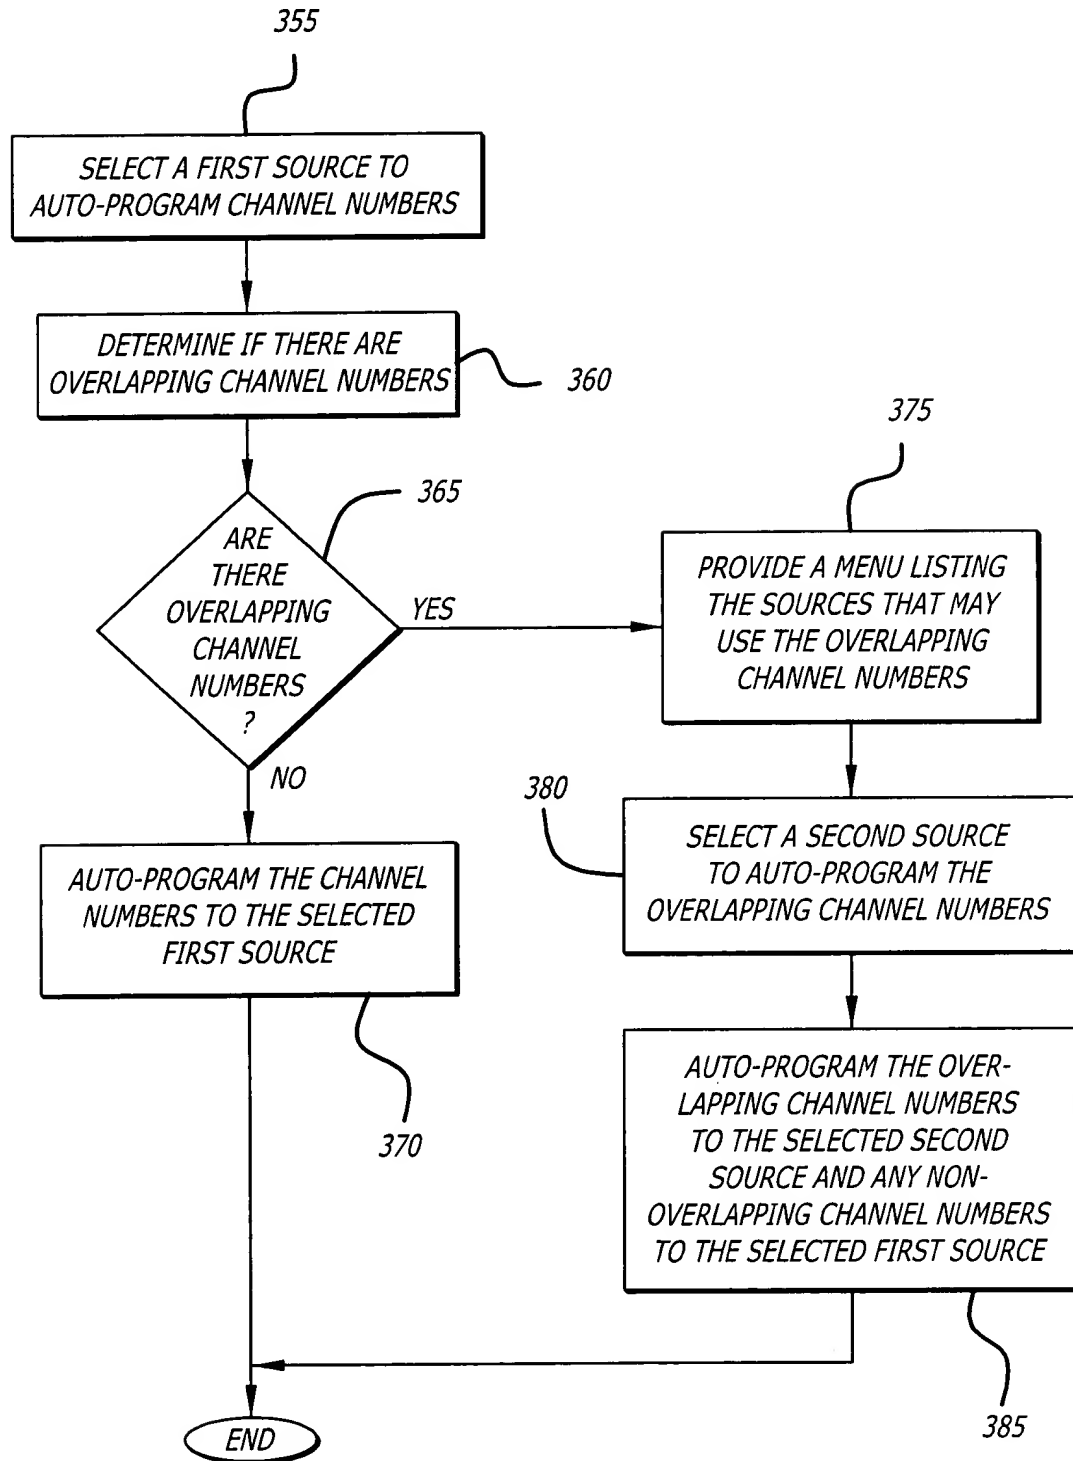 355
SELECT A FIRST SOURCE TO
AUTO-PROGRAM CHANNEL NUMBERS
DETERMINE IF THERE ARE
OVERLAPPING CHANNEL NUMBERS
360
365
ARE
THERE
OVERLAPPING
CHANNEL
NUMBERS
?
YES
NO
375
PROVIDE A MENU LISTING
THE SOURCES THAT MAY
USE THE OVERLAPPING
CHANNEL NUMBERS
AUTO-PROGRAM THE CHANNEL
NUMBERS TO THE SELECTED
FIRST SOURCE
370
380
SELECT A SECOND SOURCE
TO AUTO-PROGRAM THE
OVERLAPPING CHANNEL NUMBERS
AUTO-PROGRAM THE OVER-
LAPPING CHANNEL NUMBERS
TO THE SELECTED SECOND
SOURCE AND ANY NON-
OVERLAPPING CHANNEL NUMBERS
TO THE SELECTED FIRST SOURCE
385
END